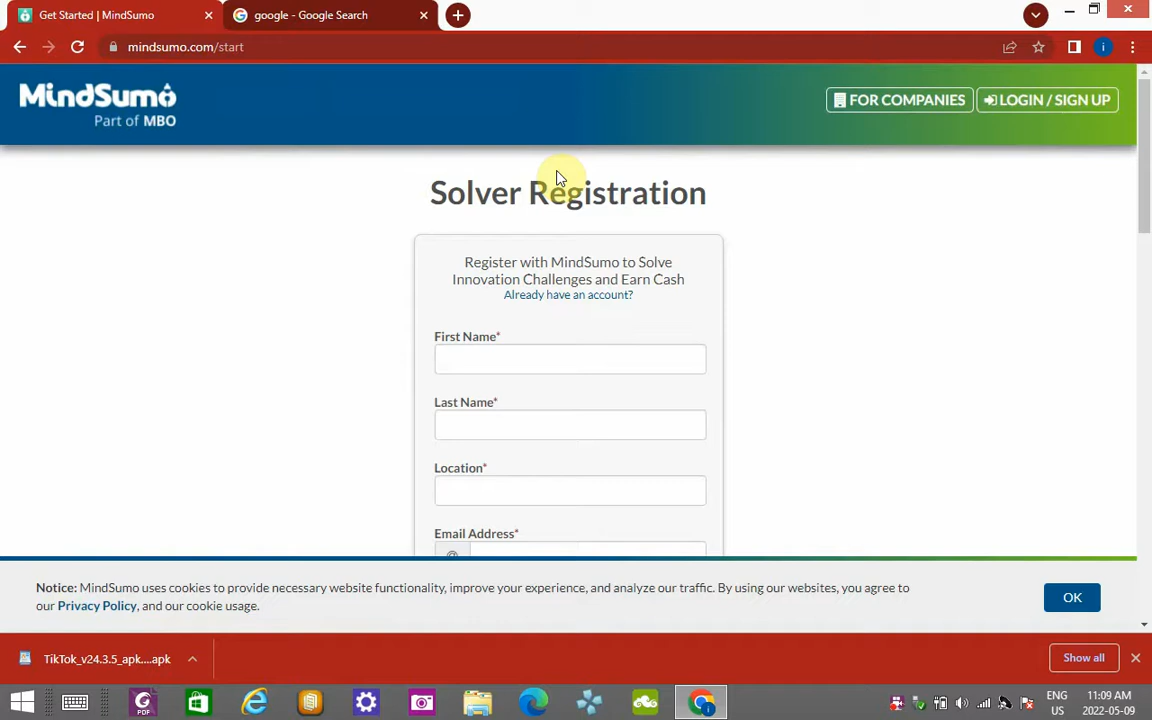 Get Started | MindSumo
google - Google Search
mindsumo.com/start
i
MindSumo
Part of MBO
FOR COMPANIES
LOGIN / SIGN UP
Solver Registration
Register with MindSumo to Solve
Innovation Challenges and Earn Cash
Already have an account?
First Name*
Last Name*
Location*
Email Address*
@
Notice: MindSumo uses cookies to provide necessary website functionality, improve your experience, and analyze our traffic. By using our websites, you agree to
our Privacy Policy, and our cookie usage.
OK
TikTok_v24.3.5_apk....apk
Show all
PDF
ENG
US
11:09 AM
2022-05-09